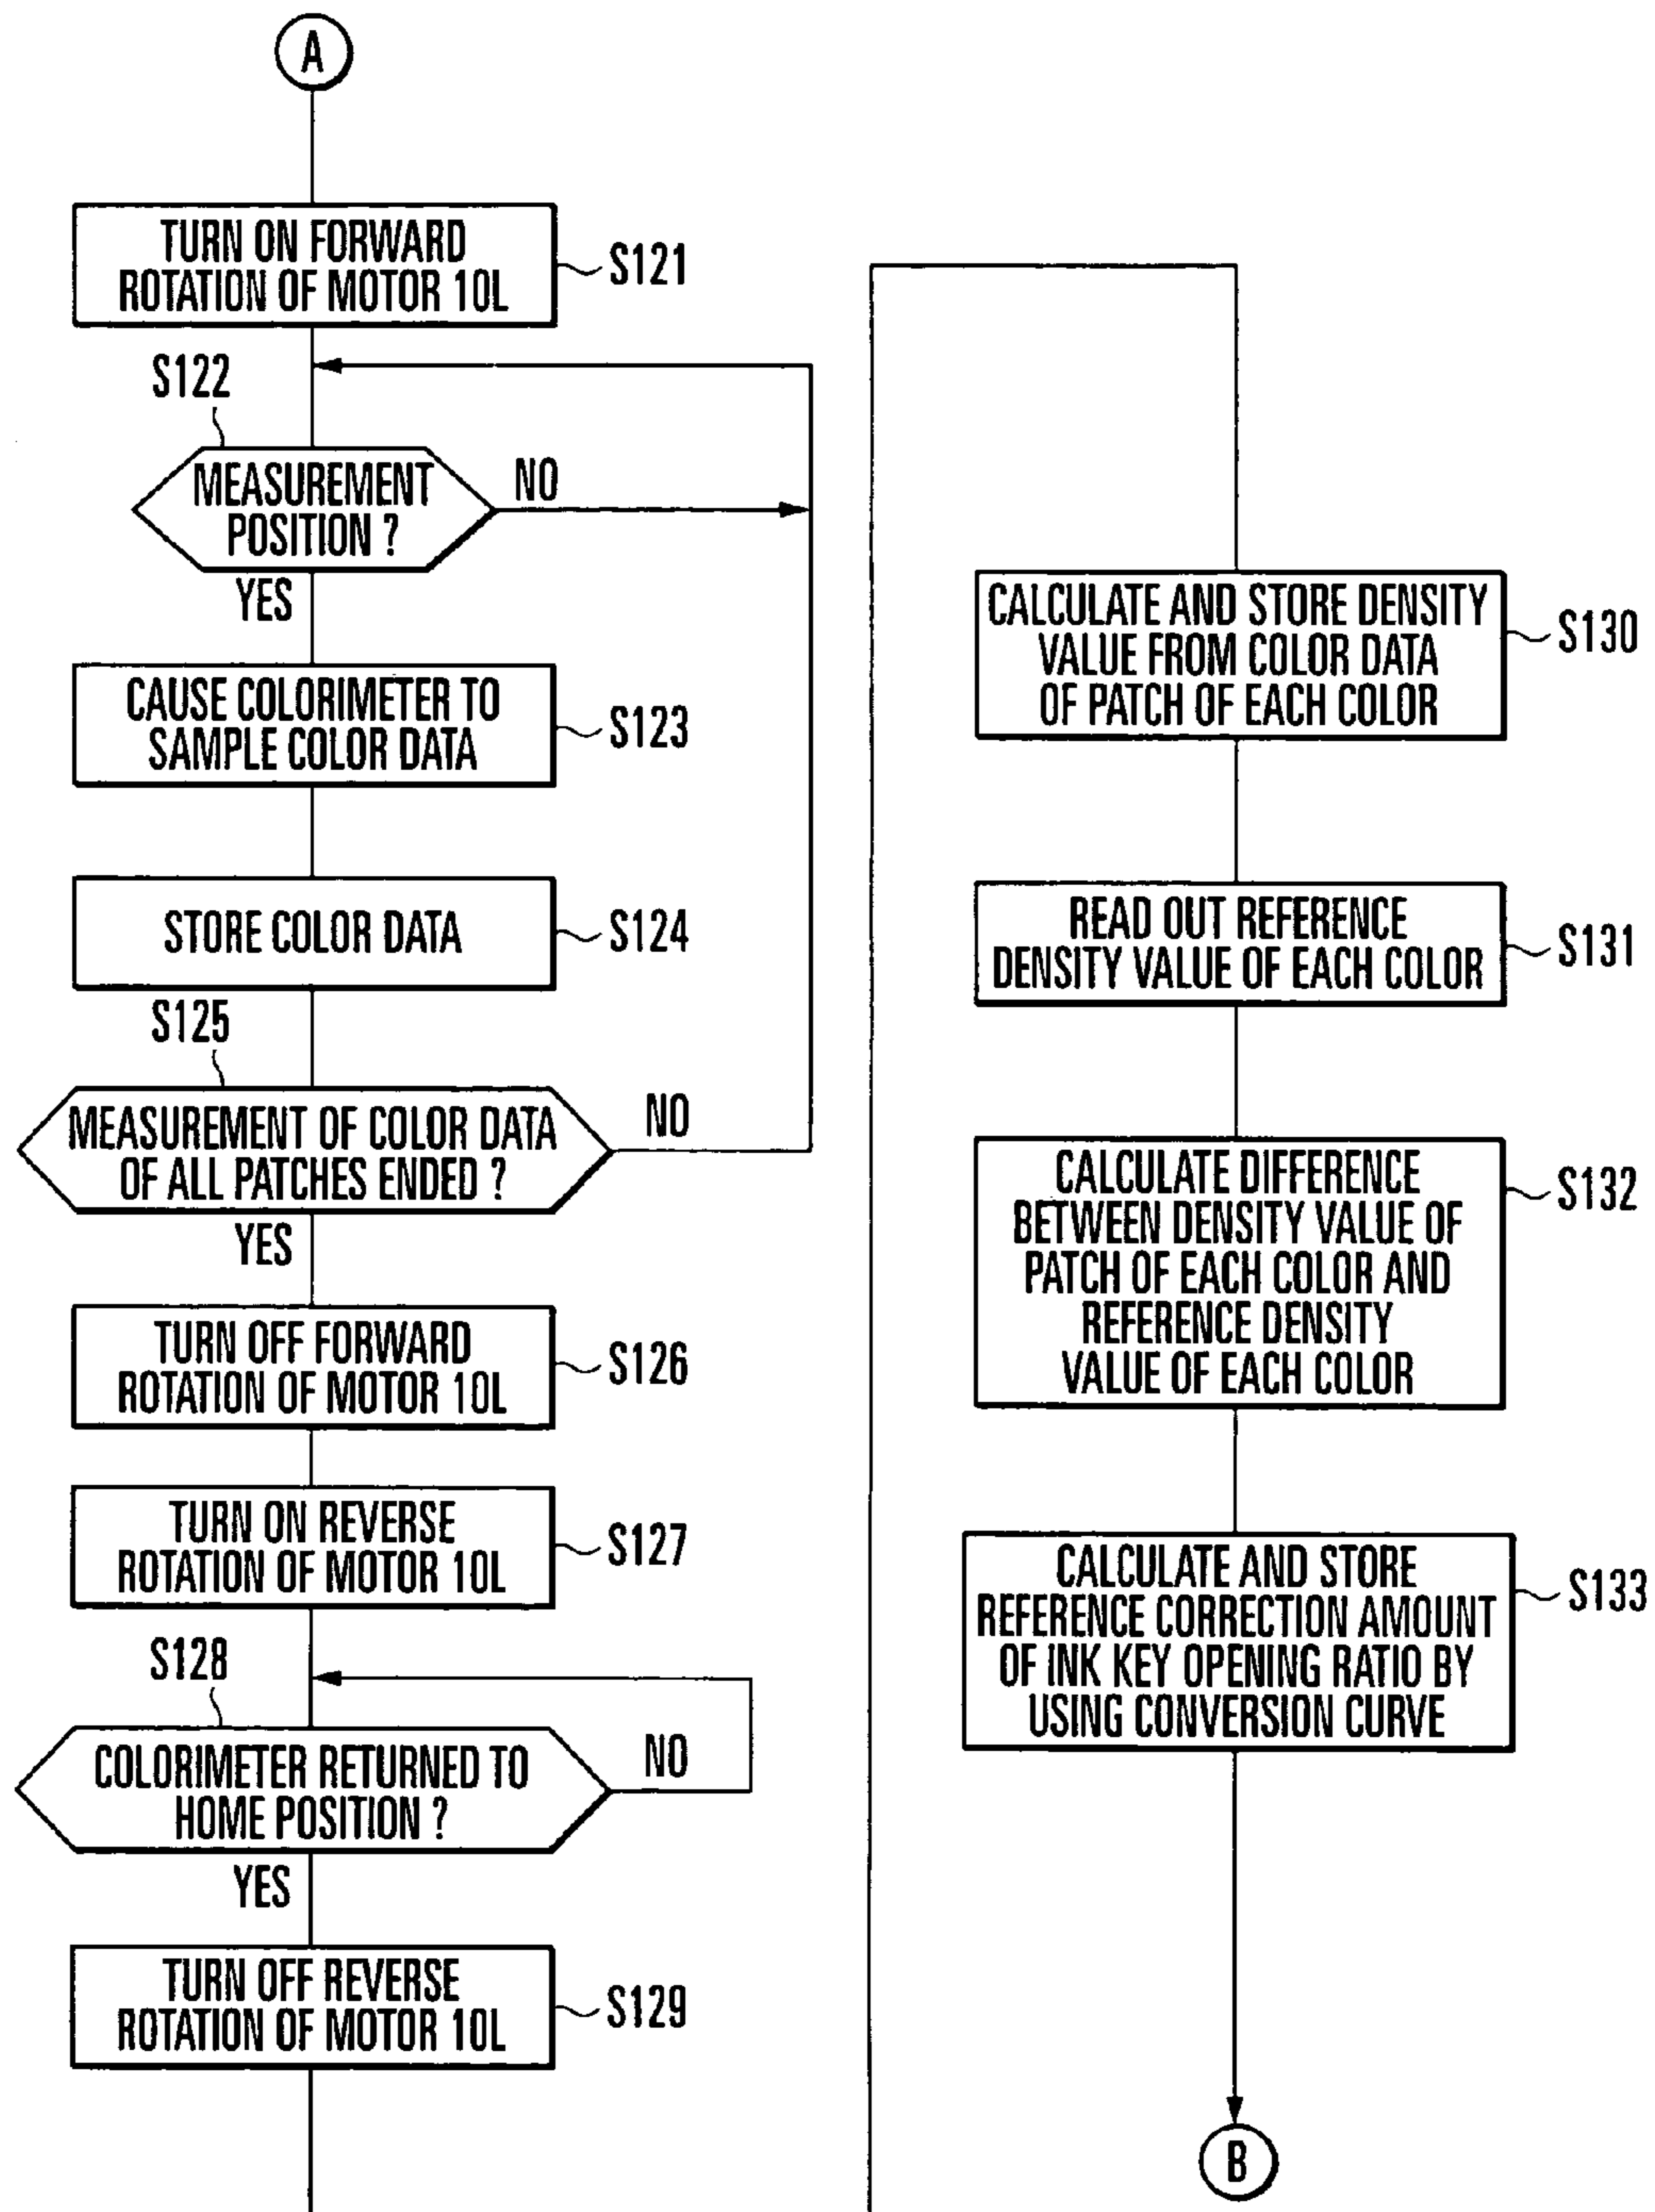 A
TURN ON FORWARD
ROTATION OF MOTOR 10L
S121
S122
MEASUREMENT
POSITION ?
NO
YES
CAUSE COLORIMETER TO
SAMPLE COLOR DATA
S123
STORE COLOR DATA
S124
S125
MEASUREMENT OF COLOR DATA
OF ALL PATCHES ENDED ?
NO
YES
TURN OFF FORWARD
ROTATION OF MOTOR 10L
S126
TURN ON REVERSE
ROTATION OF MOTOR 10L
S127
S128
COLORIMETER RETURNED TO
HOME POSITION ?
NO
YES
TURN OFF REVERSE
ROTATION OF MOTOR 10L
S129
CALCULATE AND STORE DENSITY
VALUE FROM COLOR DATA
OF PATCH OF EACH COLOR
S130
READ OUT REFERENCE
DENSITY VALUE OF EACH COLOR
S131
CALCULATE DIFFERENCE
BETWEEN DENSITY VALUE OF
PATCH OF EACH COLOR AND
REFERENCE DENSITY
VALUE OF EACH COLOR
S132
CALCULATE AND STORE
REFERENCE CORRECTION AMOUNT
OF INK KEY OPENING RATIO BY
USING CONVERSION CURVE
S133
B